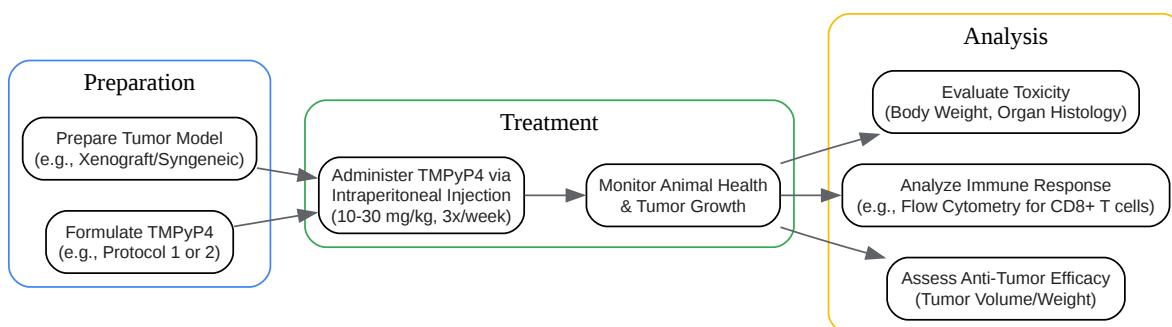 Preparation
Prepare Tumor Model
(e.g., Xenograft/Syngeneic)
Formulate TMPyP4
(e.g., Protocol 1 or 2)
Treatment
Administer TMPyP4 via
Intraperitoneal Injection
(10-30 mg/kg, 3x/week)
Monitor Animal Health
& Tumor Growth
Analysis
Evaluate Toxicity
(Body Weight, Organ Histology)
Analyze Immune Response
(e.g., Flow Cytometry for CD8+ T cells)
Assess Anti-Tumor Efficacy
(Tumor Volume/Weight)